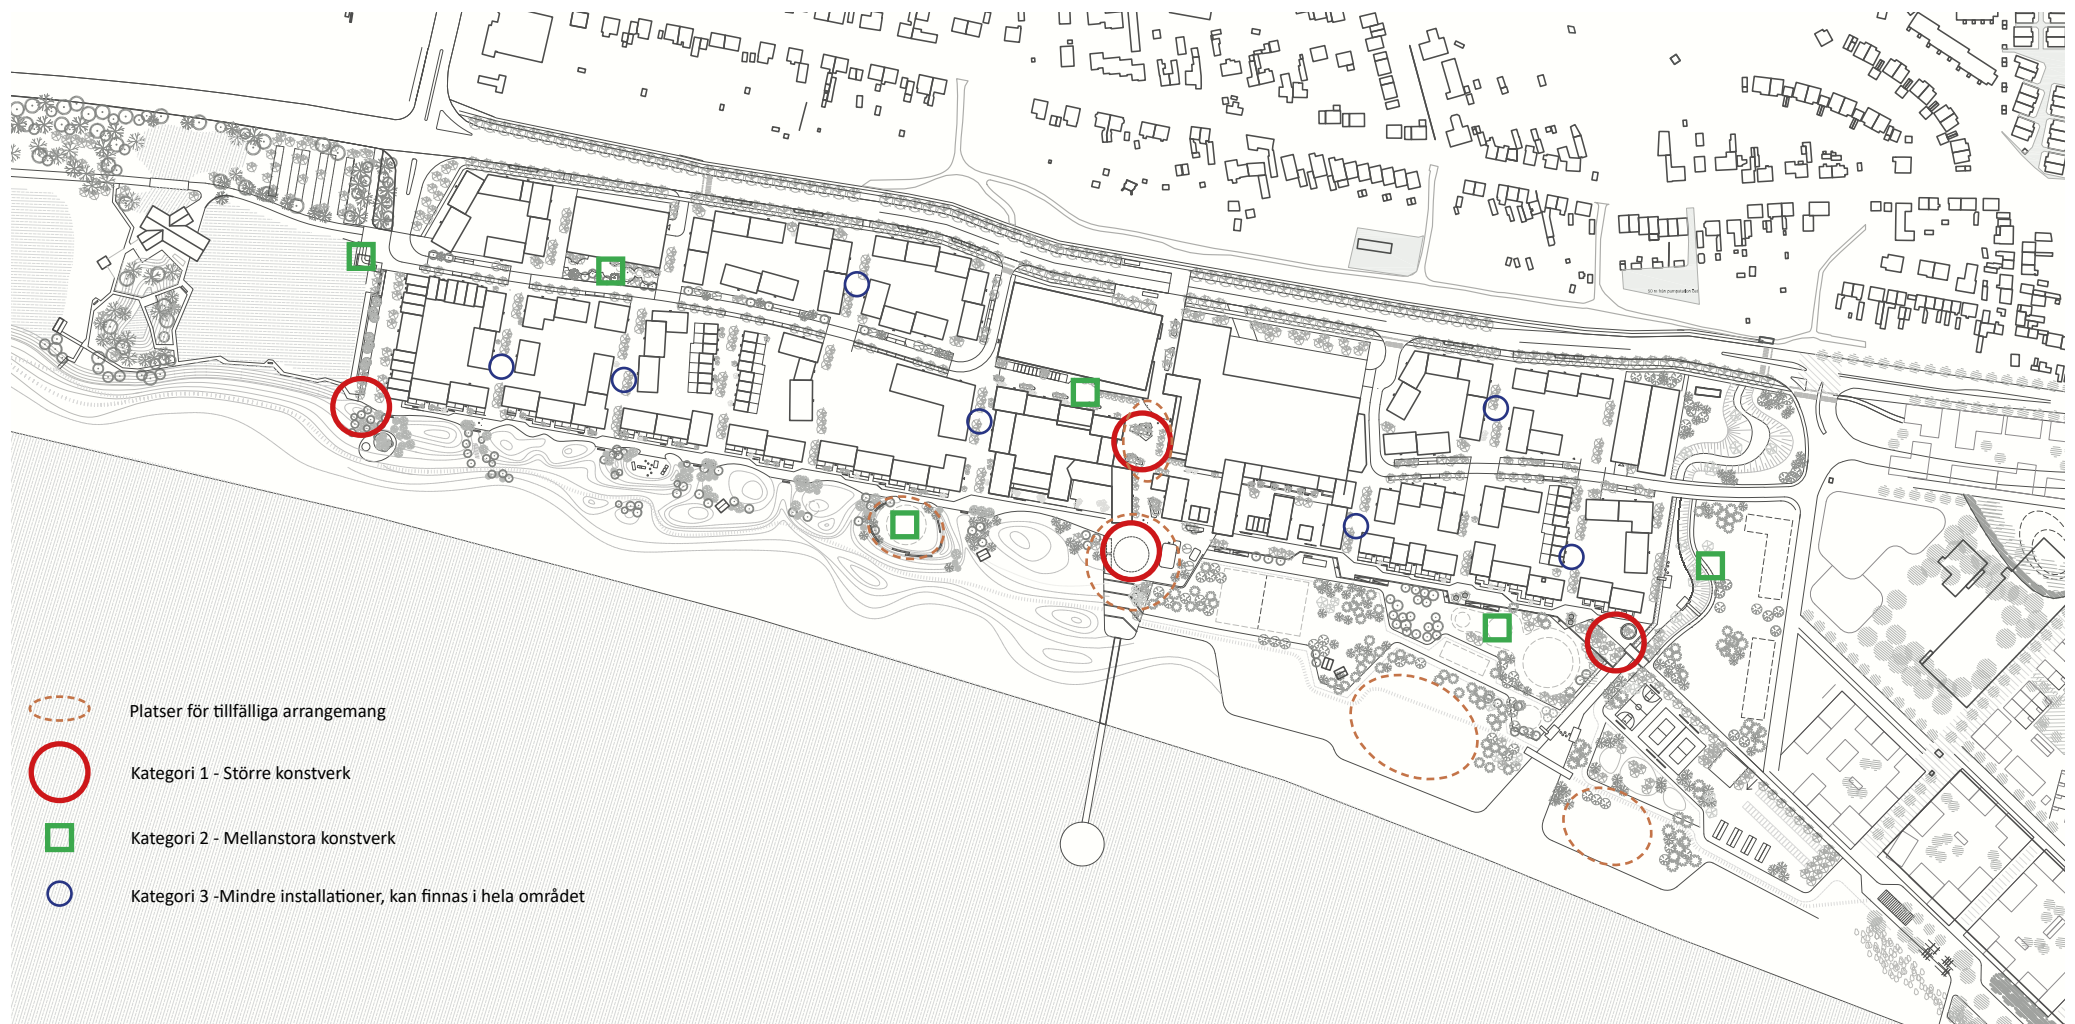 Platser för tillfälliga arrangemang
Kategori 1 - Större konstverk
Kategori 2 - Mellanstora konstverk
Kategori 3 -Mindre installationer, kan finnas i hela området